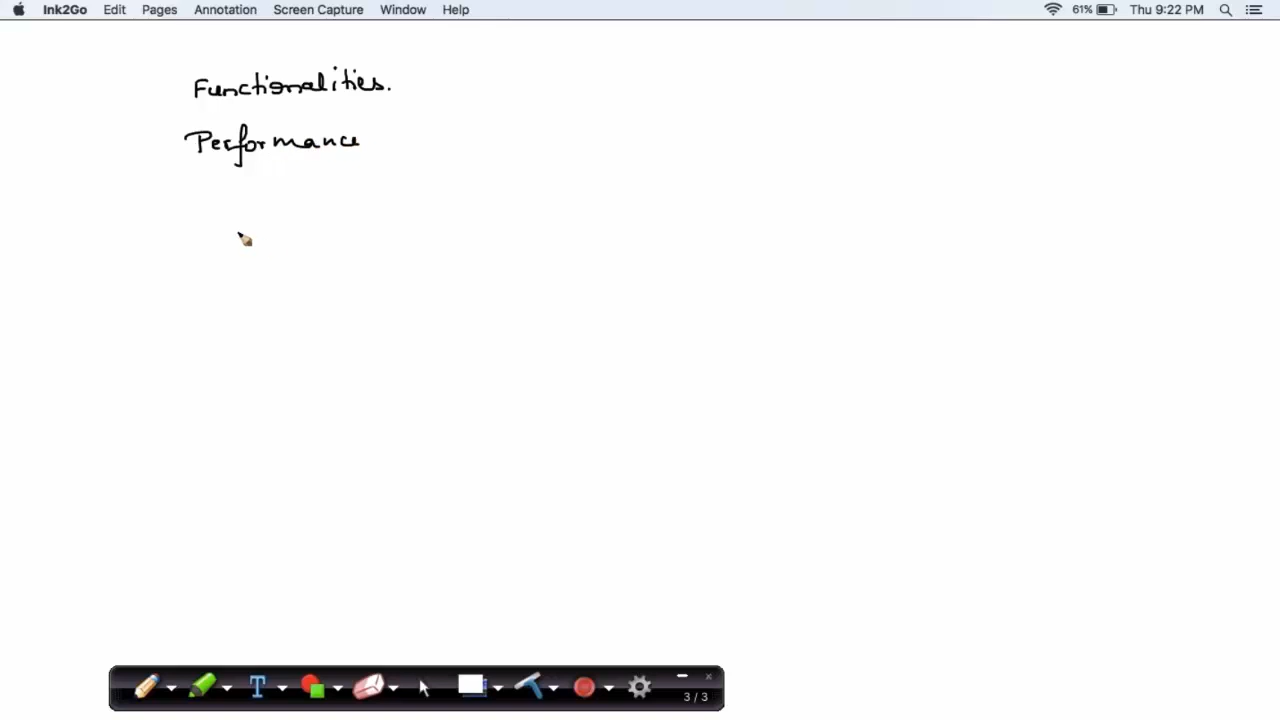 Ink2Go Edit Pages Annotation Screen Capture Window Help 61% Thu 9:22 PM
Functionalities.
Performance
T
3 / 3